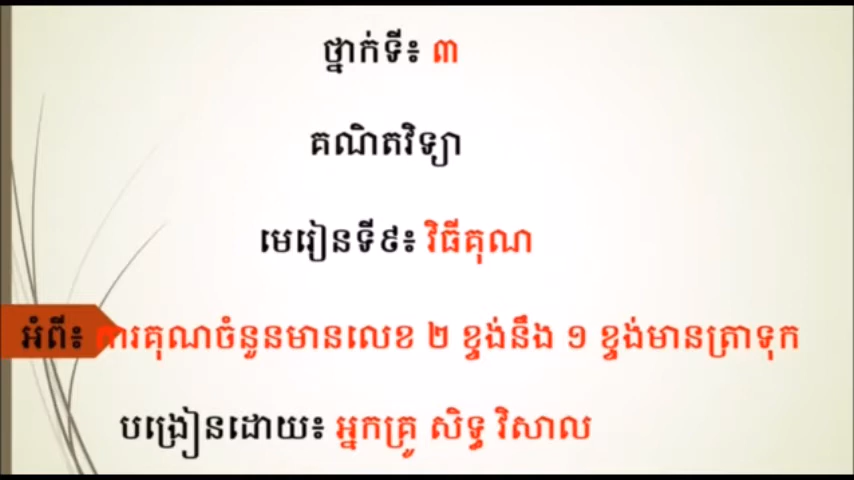 ថ្នាក់ទី៖ ៣
គណិតវិទ្យា
មេរៀនទី៩៖ វិធីគុណ
អំពី៖ ការគុណចំនួនមានលេខ ២ ខ្ទង់នឹង ១ ខ្ទង់មានត្រាទុក
បង្រៀនដោយ៖ អ្នកគ្រូ សិទ្ធ វិសាល